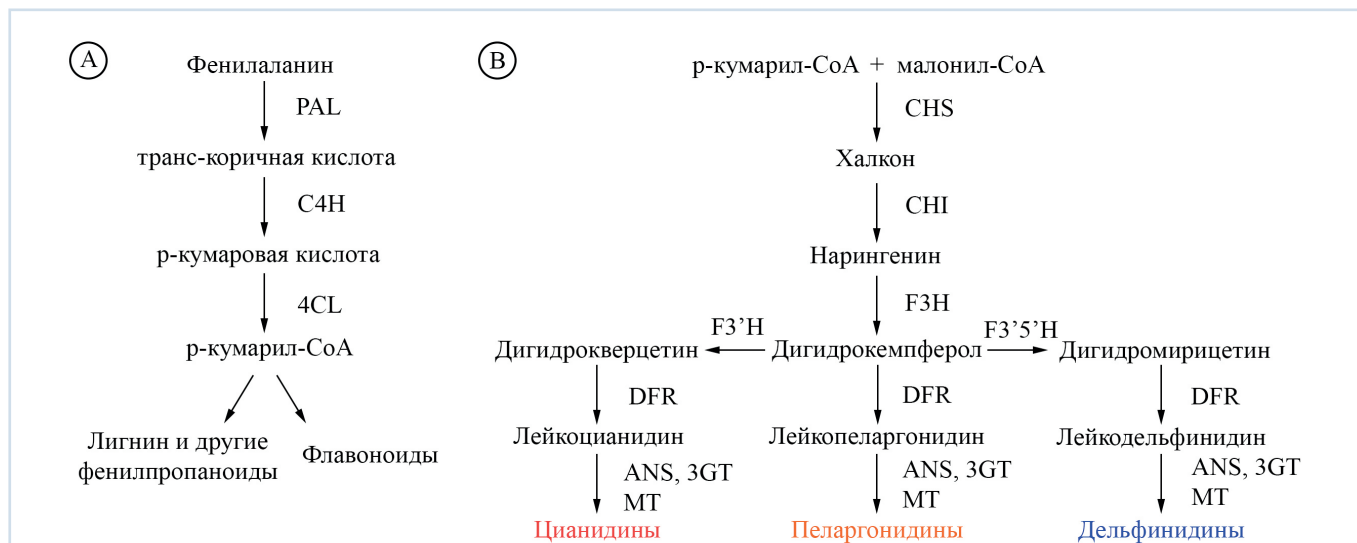 A
Фенилаланин
PAL
транс-коричная кислота
C4H
p-кумаровая кислота
4CL
p-кумарил-CoA
Лигнин и другие
фенилпропаноиды
Флавоноиды
B
p-кумарил-CoA + малонил-CoA
CHS
Халкон
CHI
Нарингенин
F3H
F3’H
F3’5’H
Дигидрокверцетин
Дигидрокемпферол
Дигидромирицетин
DFR
DFR
DFR
Лейкоцианидин
Лейкопеларгонидин
Лейкодельфинидин
ANS, 3GT
MT
ANS, 3GT
MT
ANS, 3GT
MT
Цианидины
Пеларгонидины
Дельфинидины